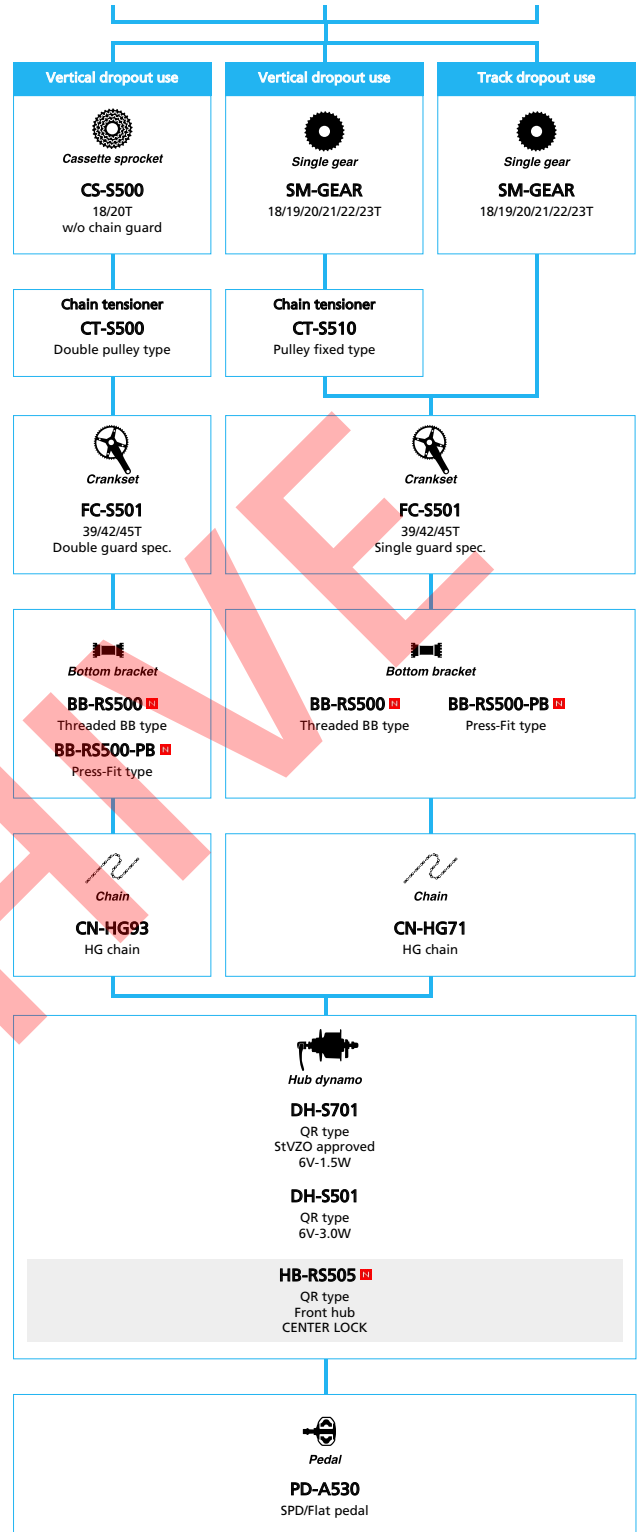 Vertical dropout use
Vertical dropout use
Track dropout use
Cassette sprocket
CS-S500
18/20T
w/o chain guard
Single gear
SM-GEAR
18/19/20/21/22/23T
Single gear
SM-GEAR
18/19/20/21/22/23T
Chain tensioner
CT-S500
Double pulley type
Chain tensioner
CT-S510
Pulley fixed type
Crankset
FC-S501
39/42/45T
Double guard spec.
Crankset
FC-S501
39/42/45T
Single guard spec.
Bottom bracket
BB-RS500 N
Threaded BB type
BB-RS500-PB N
Press-Fit type
Bottom bracket
BB-RS500 N
Threaded BB type
BB-RS500-PB N
Press-Fit type
Chain
CN-HG93
HG chain
Chain
CN-HG71
HG chain
Hub dynamo
DH-S701
QR type
StVZO approved
6V-1.5W
DH-S501
QR type
6V-3.0W
HB-RS505 N
QR type
Front hub
CENTER LOCK
Pedal
PD-A530
SPD/Flat pedal
HIVE